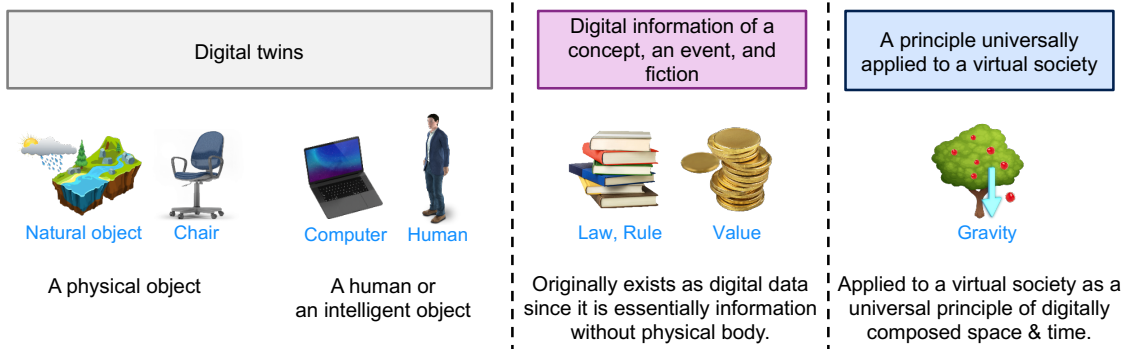 Digital twins
Digital information of a
concept, an event, and
fiction
A principle universally
applied to a virtual society
Natural object
Chair
Computer
Human
Law, Rule
Value
Gravity
A physical object
A human or
an intelligent object
Originally exists as digital data
since it is essentially information
without physical body.
Applied to a virtual society as a
universal principle of digitally
composed space & time.